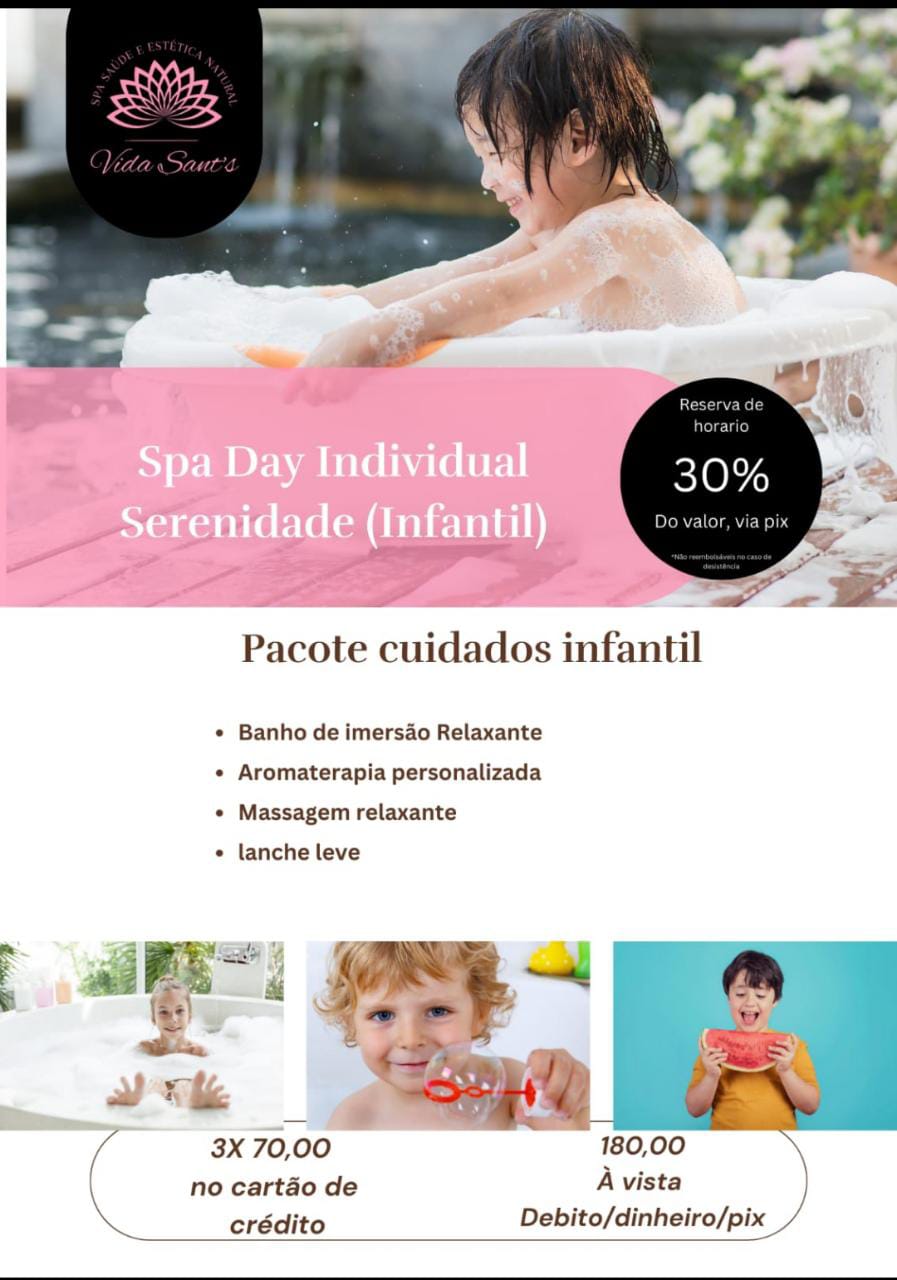 SPA SAÚDE E ESTÉTICA NATURAL
Vida Sant's
Spa Day Individual
Serenidade (Infantil)
Reserva de
horario
30%
Do valor, via pix
*Não reembolsáveis no caso de
desistência
Pacote cuidados infantil
• Banho de imersão Relaxante
• Aromaterapia personalizada
• Massagem relaxante
• lanche leve
3X 70,00
no cartão de
crédito
180,00
À vista
Debito/dinheiro/pix